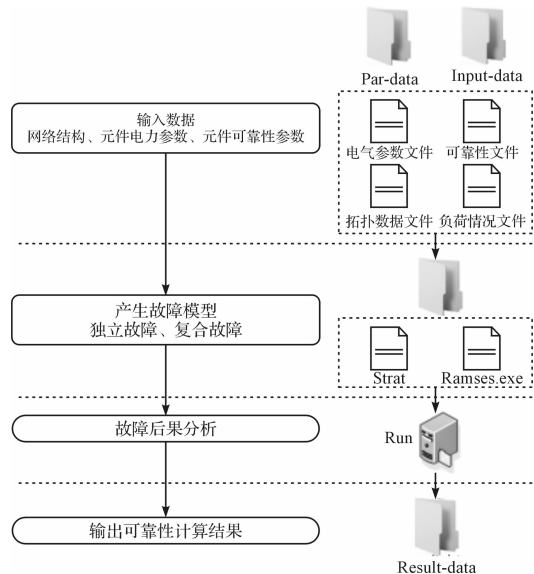 Par-data
Input-data
输入数据
网络结构、元件电力参数、元件可靠性参数
电气参数文件
可靠性文件
拓扑数据文件
负荷情况文件
产生故障模型
独立故障、复合故障
Strat
Ramses.exe
故障后果分析
Run
输出可靠性计算结果
Result-data